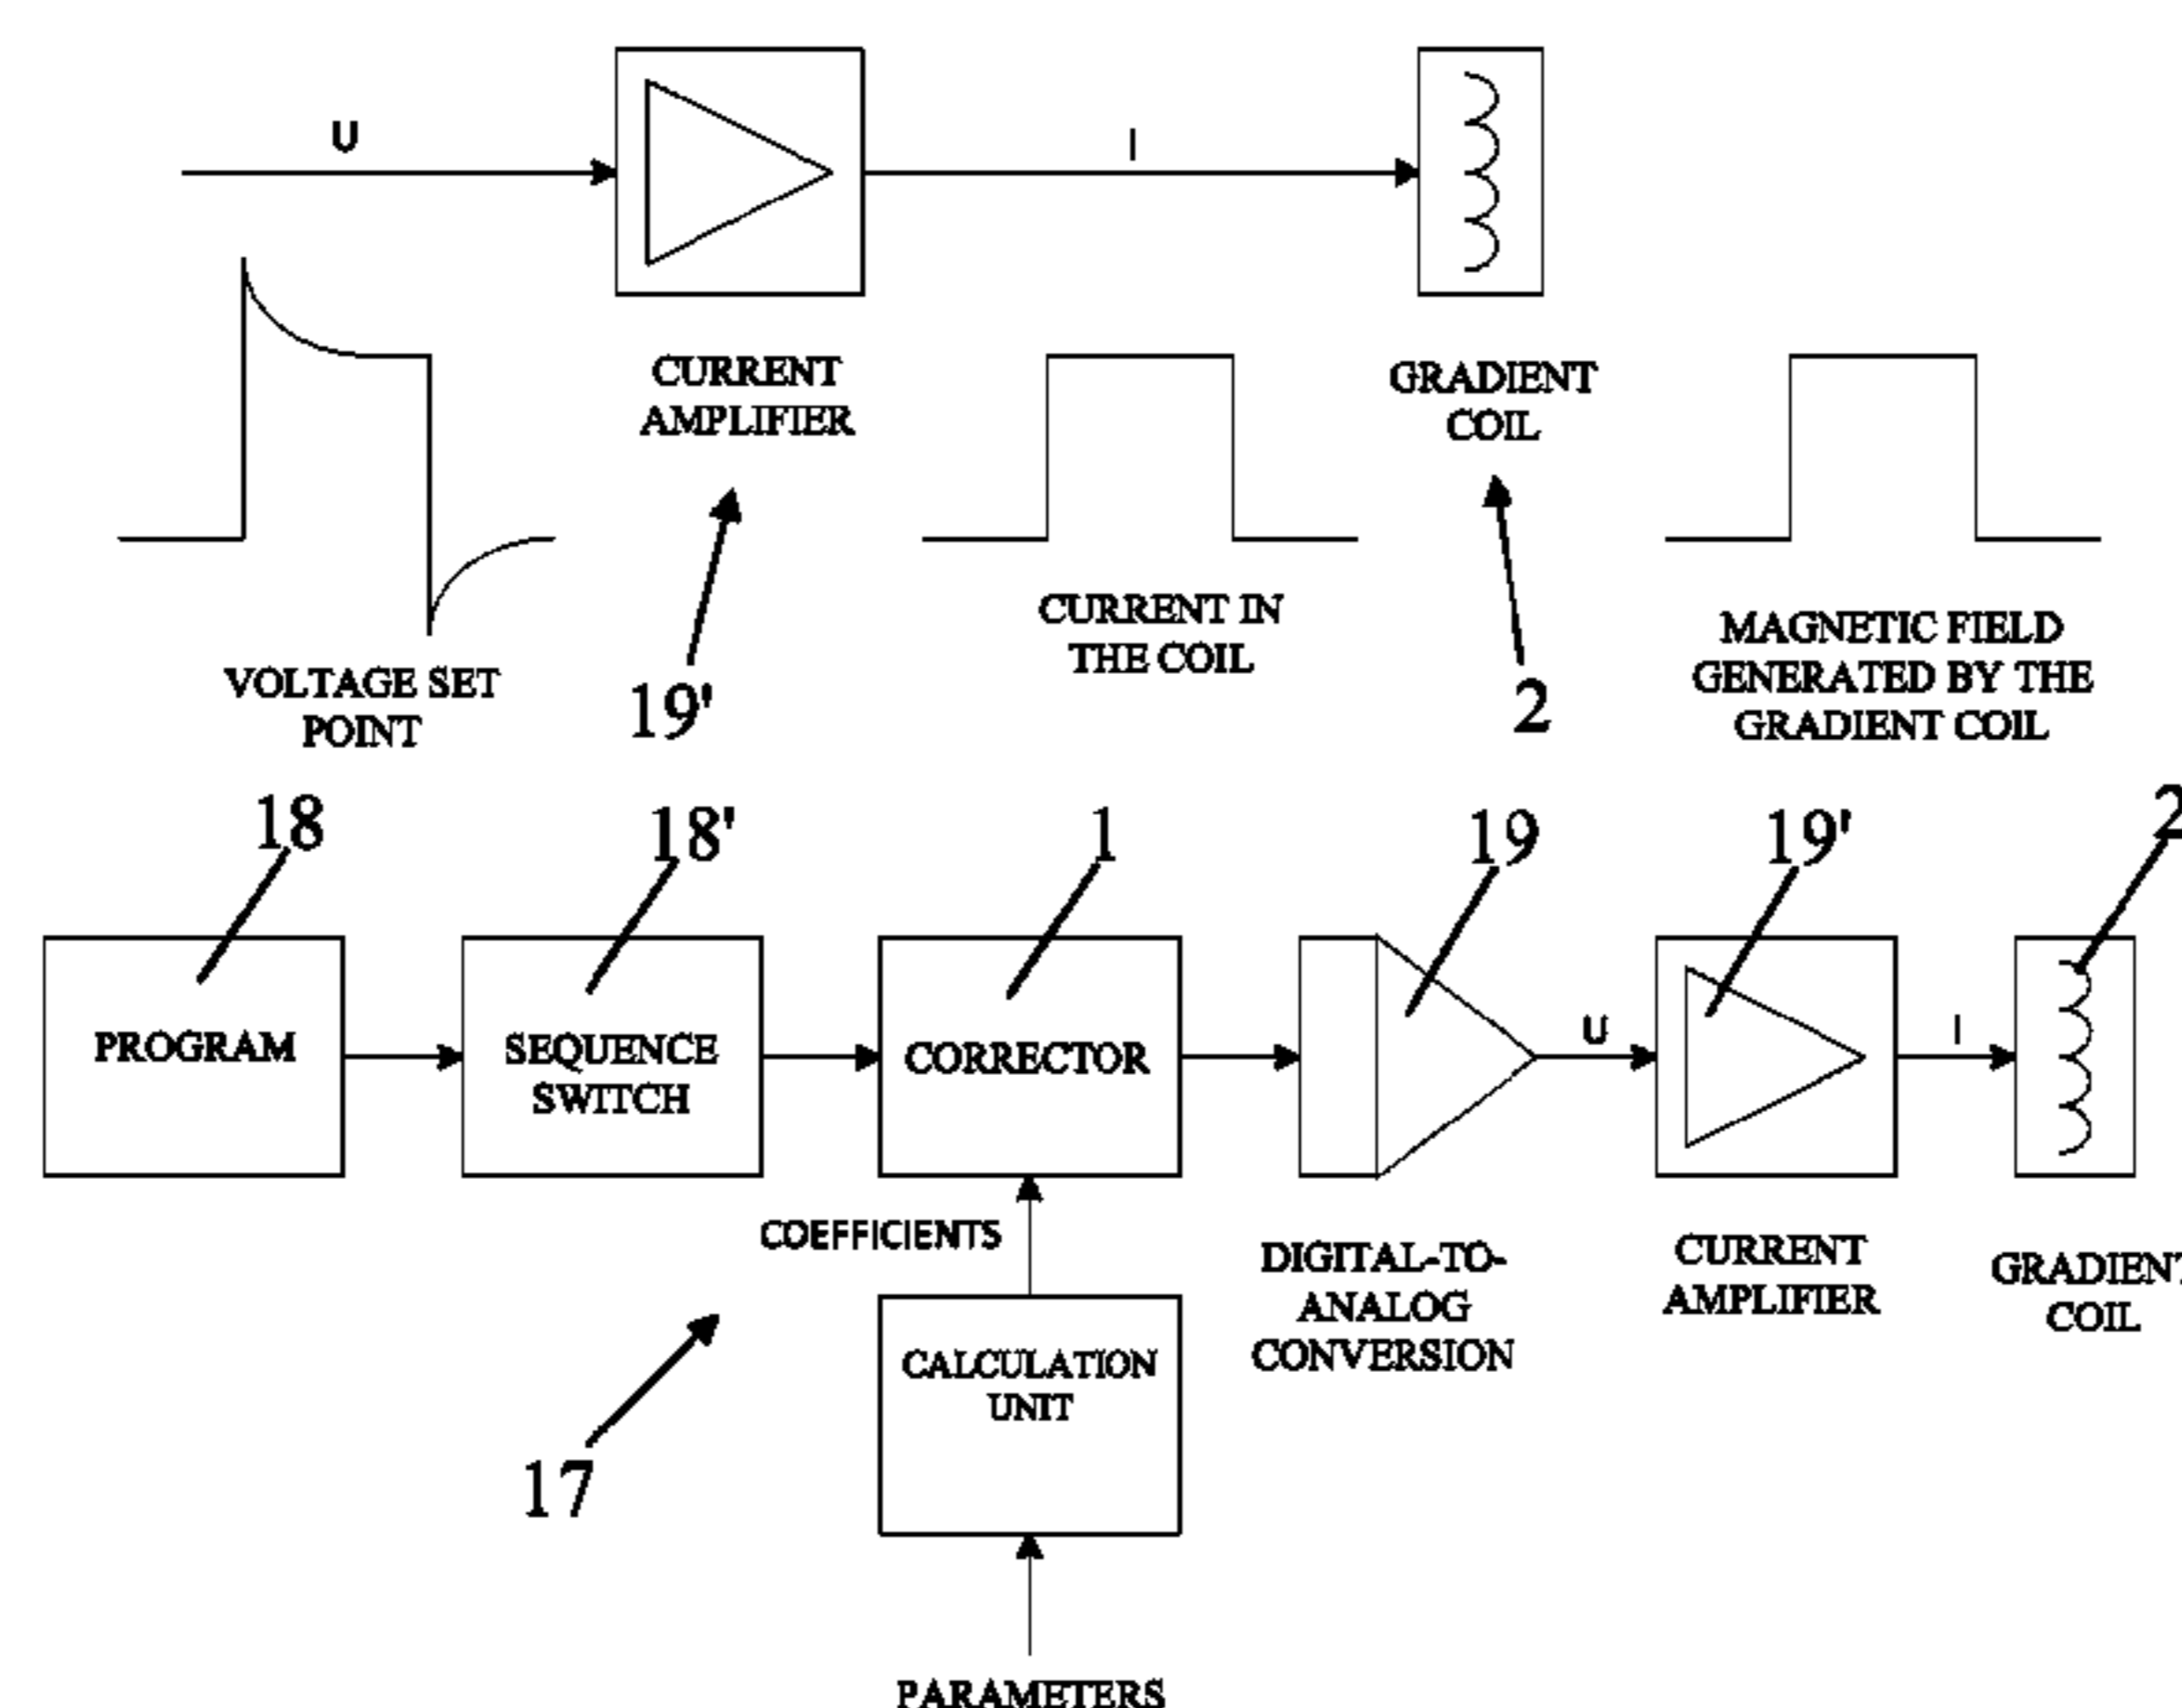 U
I
CURRENT
AMPLIFIER
GRADIENT
COIL
CURRENT IN
THE COIL
MAGNETIC FIELD
GENERATED BY THE
GRADIENT COIL
VOLTAGE SET
POINT
19'
2
18
18'
1
19
19'
2
PROGRAM
SEQUENCE
SWITCH
CORRECTOR
U
I
COEFFICIENTS
DIGITAL-TO-
ANALOG
CONVERSION
CURRENT
AMPLIFIER
GRADIENT
COIL
CALCULATION
UNIT
17
PARAMETERS